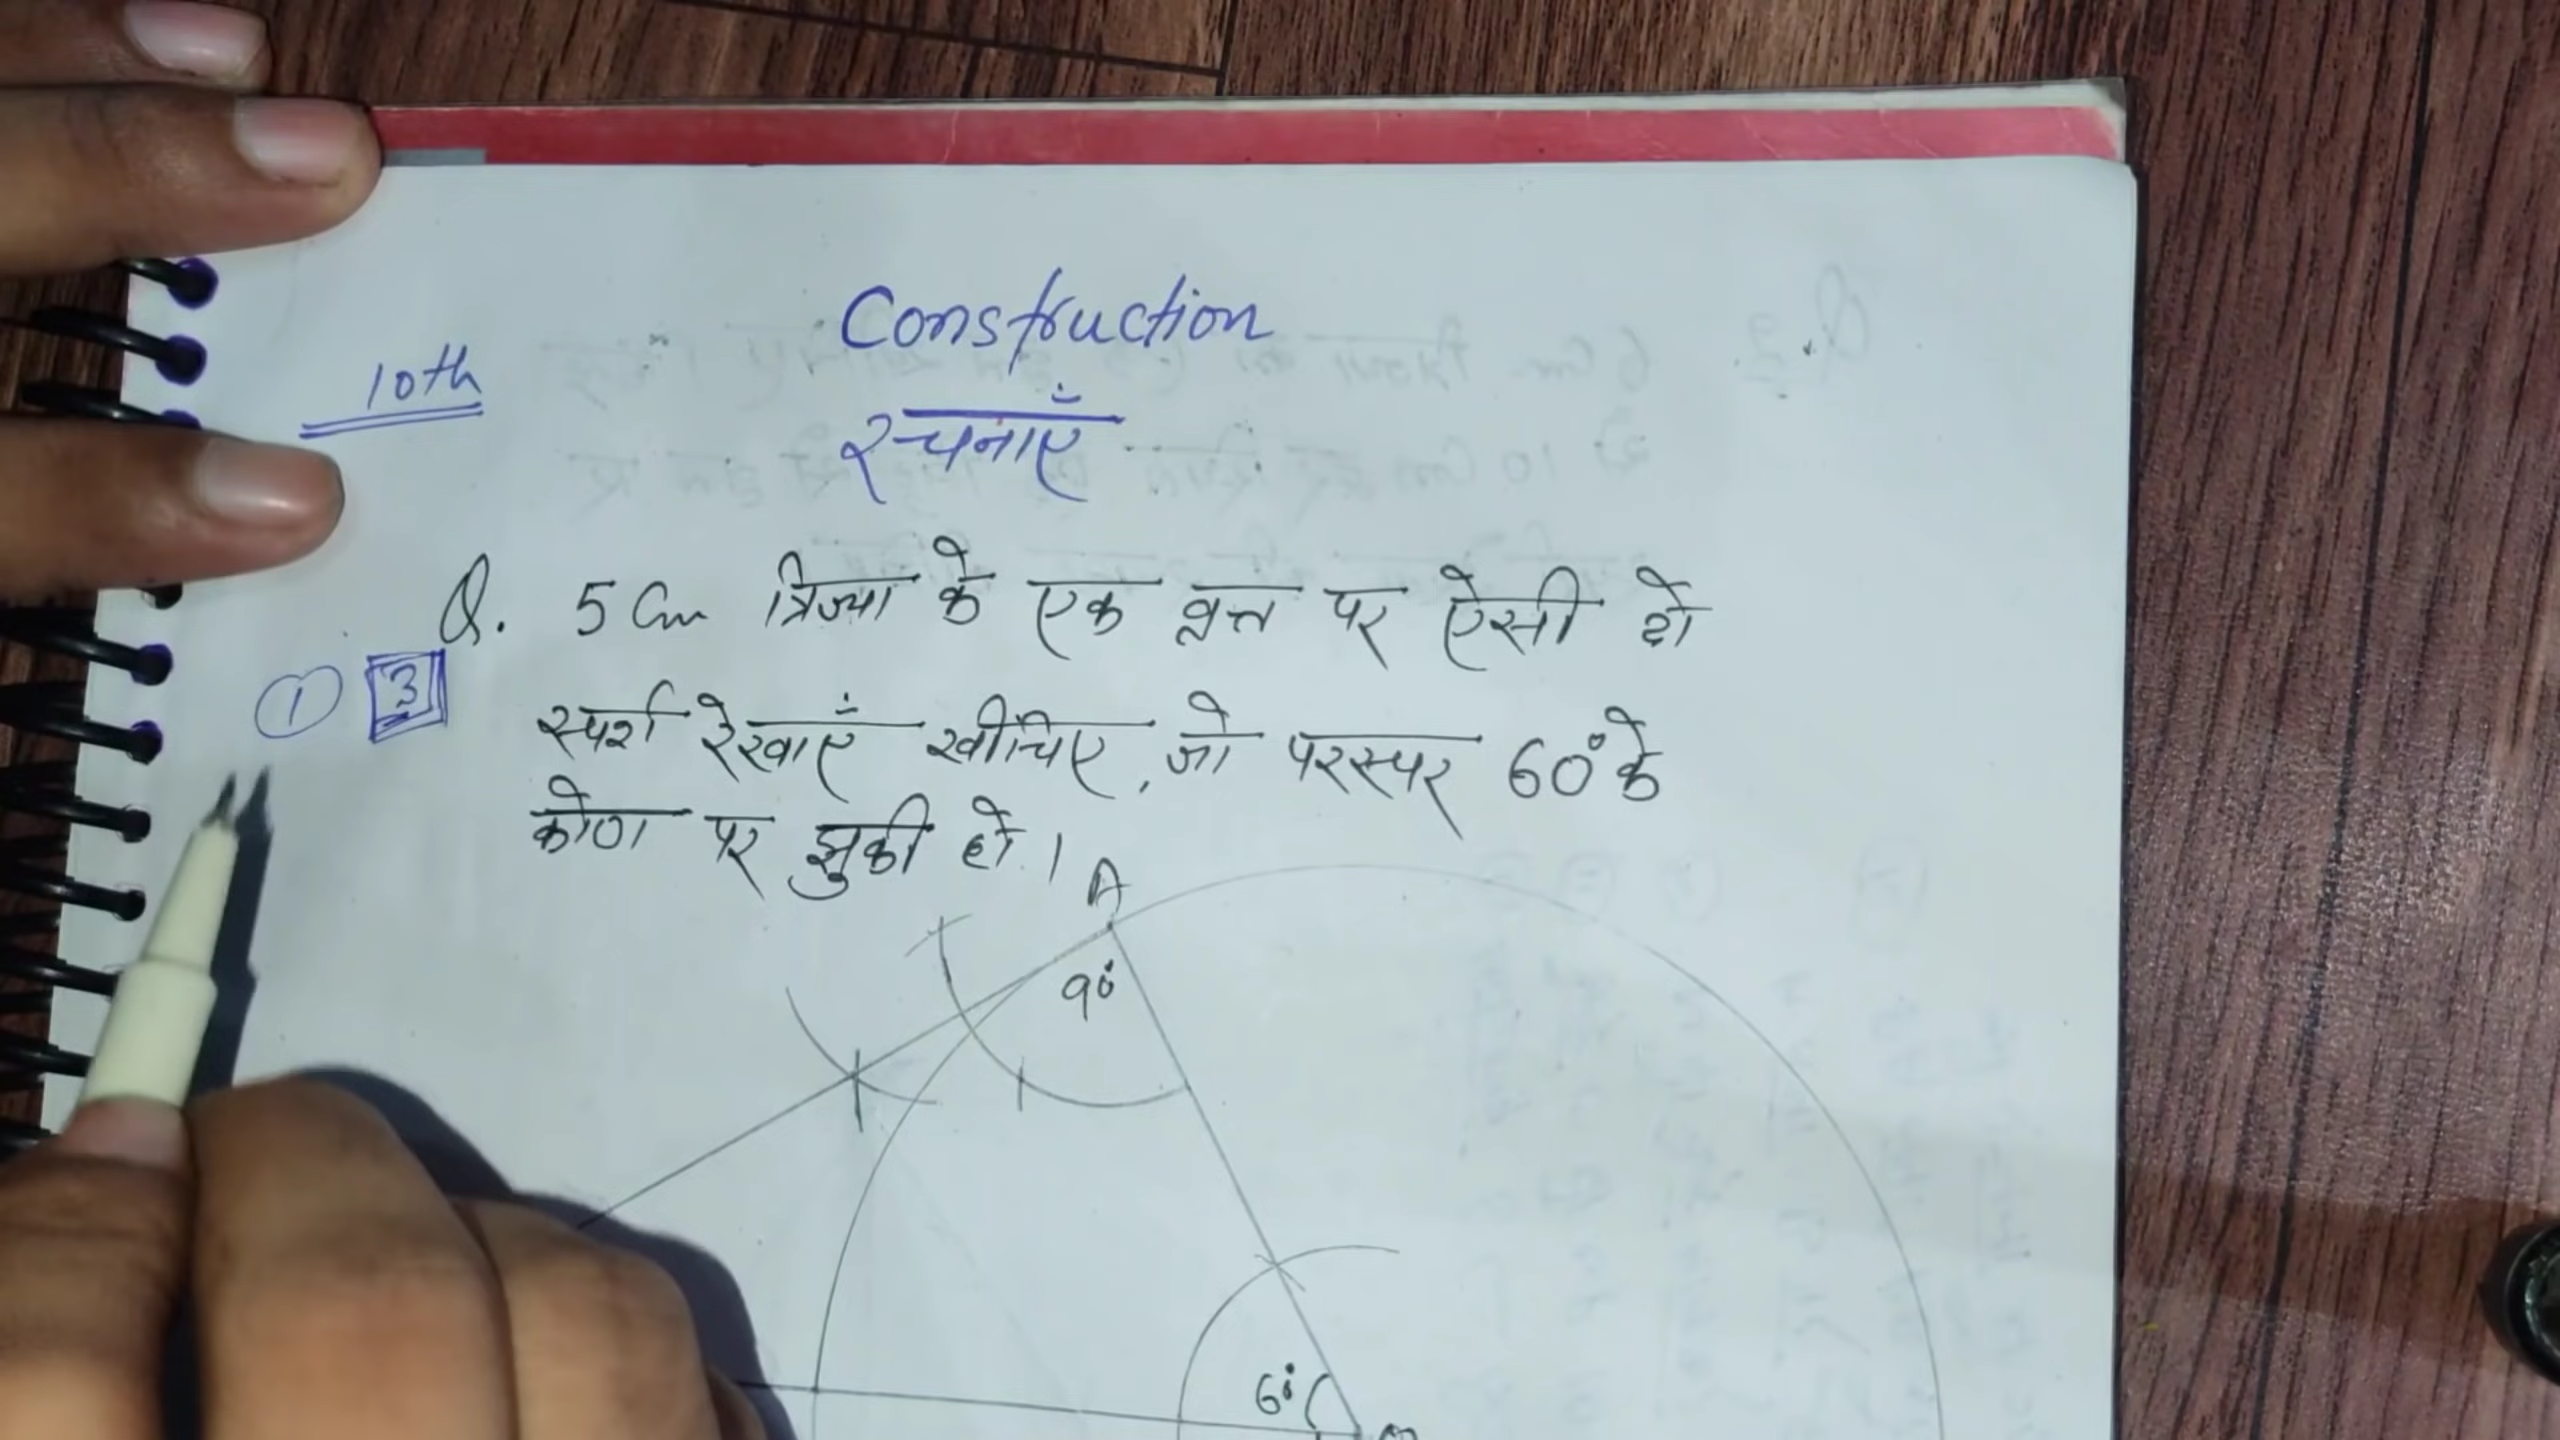 Construction
10th
रचनाएँ
Q. 5 Cm त्रिज्या के एक वृत्त पर ऐसी दो
① 3
स्पर्श रेखाएं खींचिए, जो परस्पर 60° के
कोण पर झुकी हो।
A
90°
60°